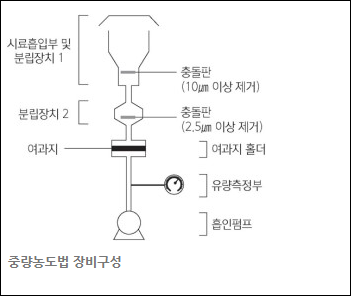 시료흡입부 및
분립장치 1
충돌판
(10㎛ 이상 제거)
분립장치 2
충돌판
(2.5㎛ 이상 제거)
여과지
여과지 홀더
유량측정부
흡인펌프
중량농도법 장비구성